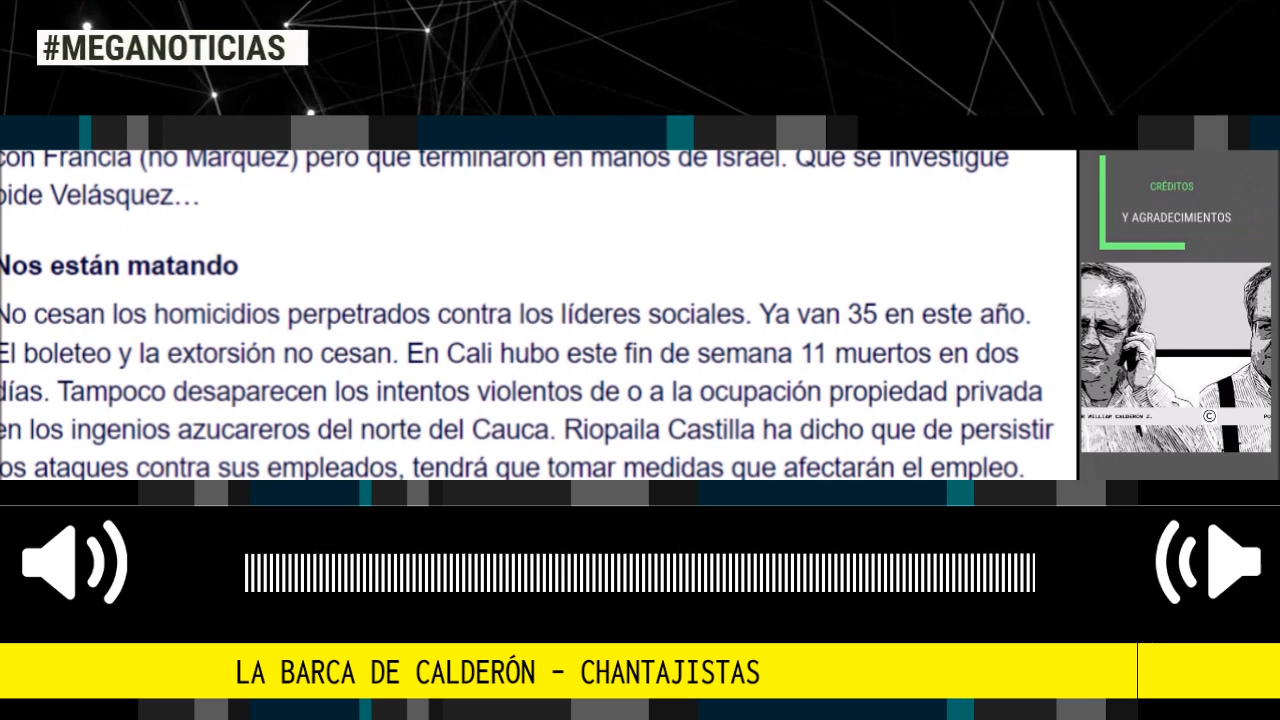 #MEGANOTICIAS
con Francia (no Márquez) pero que terminaron en manos de Israel. Que se investigue
pide Velásquez…
Nos están matando
No cesan los homicidios perpetrados contra los líderes sociales. Ya van 35 en este año.
El boleteo y la extorsión no cesan. En Cali hubo este fin de semana 11 muertos en dos
días. Tampoco desaparecen los intentos violentos de o a la ocupación propiedad privada
en los ingenios azucareros del norte del Cauca. Riopaila Castilla ha dicho que de persistir
los ataques contra sus empleados, tendrá que tomar medidas que afectarán el empleo.
CRÉDITOS
Y AGRADECIMIENTOS
WILLIAM CALDERÓN Z.
©
LA BARCA DE CALDERÓN - CHANTAJISTAS